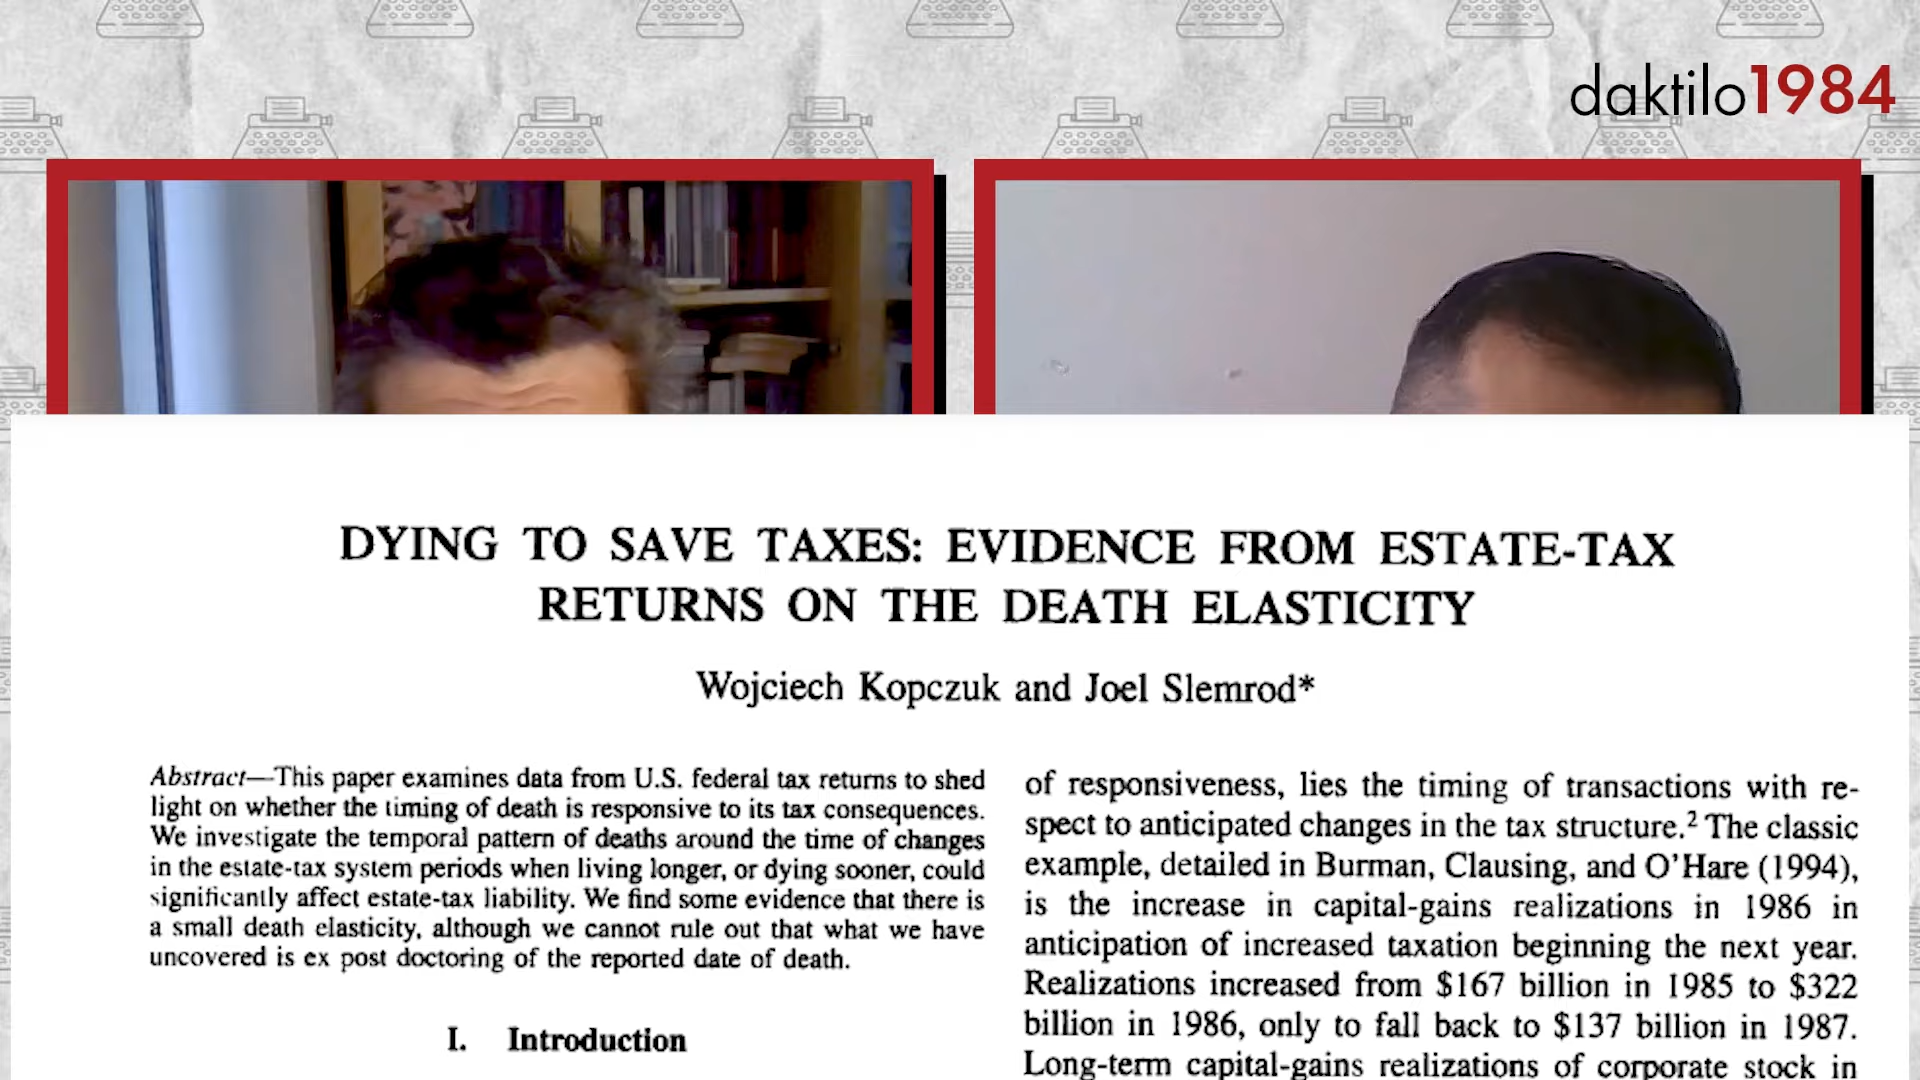 daktilo1984
DYING TO SAVE TAXES: EVIDENCE FROM ESTATE-TAX
RETURNS ON THE DEATH ELASTICITY
Wojciech Kopczuk and Joel Slemrod*
Abstract—This paper examines data from U.S. federal tax returns to shed
light on whether the timing of death is responsive to its tax consequences.
We investigate the temporal pattern of deaths around the time of changes
in the estate-tax system periods when living longer, or dying sooner, could
significantly affect estate-tax liability. We find some evidence that there is
a small death elasticity, although we cannot rule out that what we have
uncovered is ex post doctoring of the reported date of death.
I. Introduction
of responsiveness, lies the timing of transactions with re-
spect to anticipated changes in the tax structure.2 The classic
example, detailed in Burman, Clausing, and O'Hare (1994),
is the increase in capital-gains realizations in 1986 in
anticipation of increased taxation beginning the next year.
Realizations increased from $167 billion in 1985 to $322
billion in 1986, only to fall back to $137 billion in 1987.
Long-term capital-gains realizations of corporate stock in